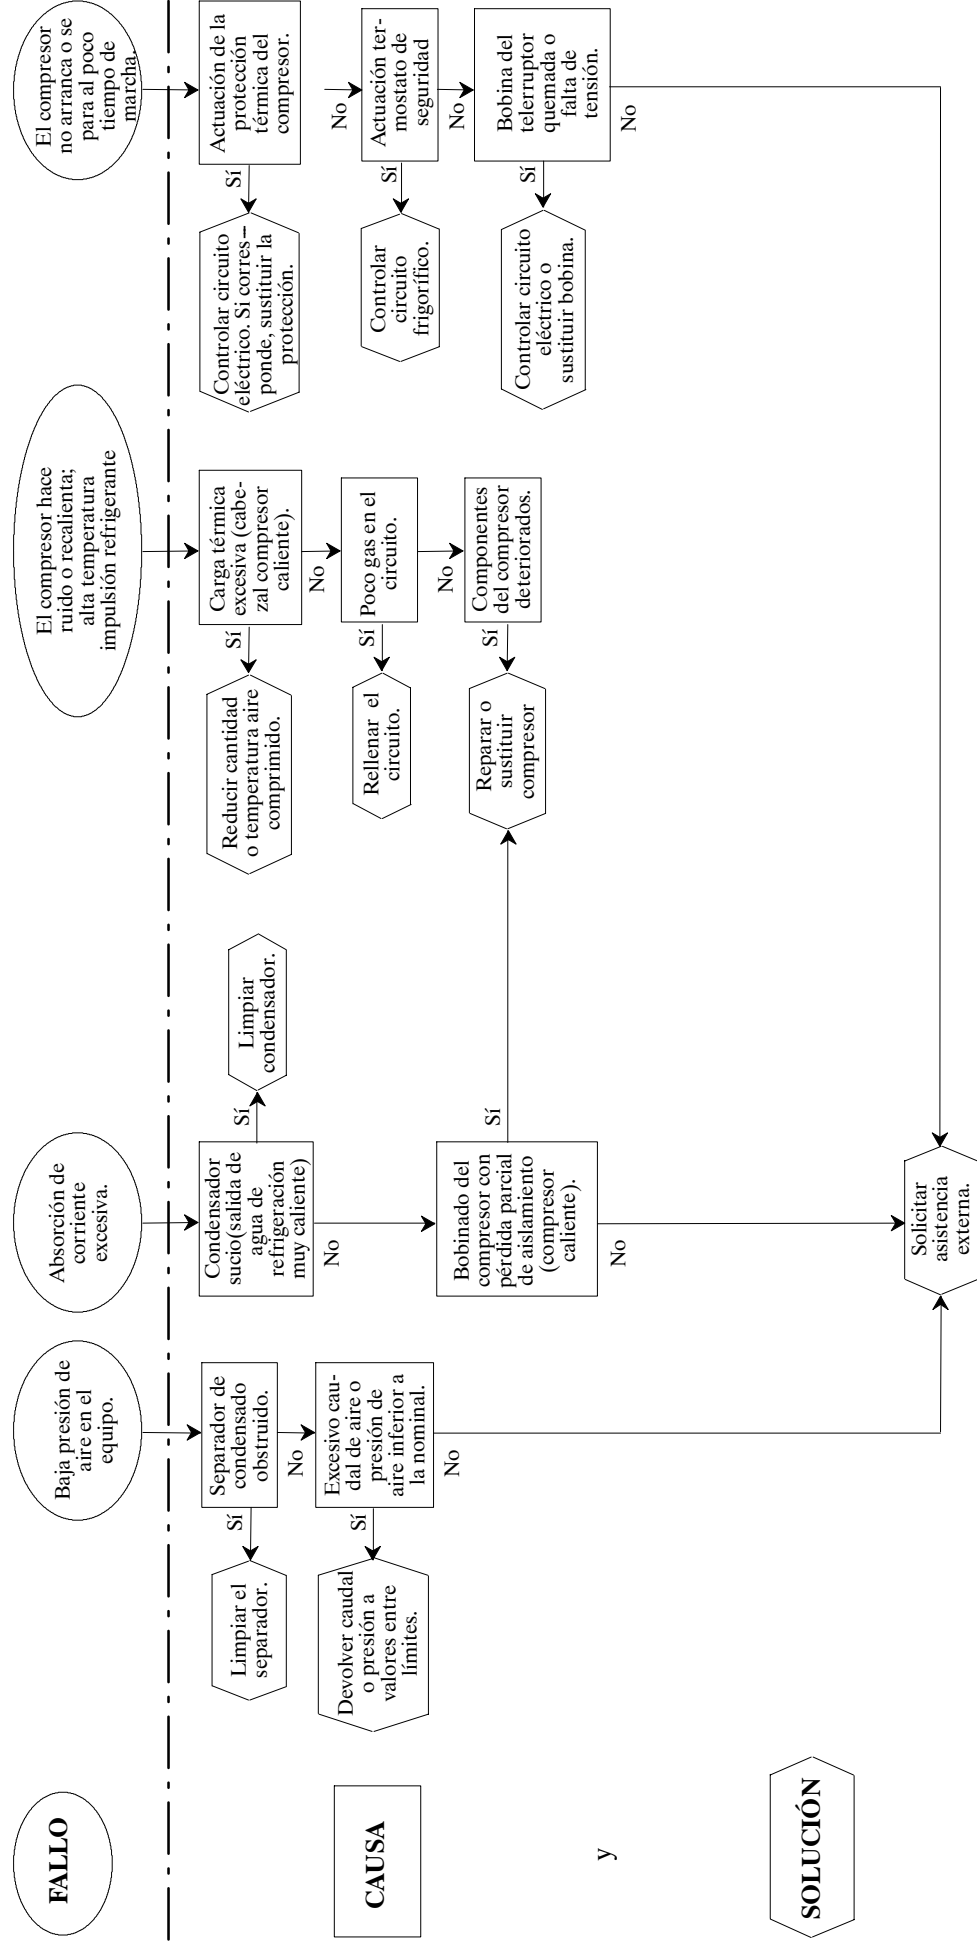 FALLO
Baja presión de
aire en el
equipo.
Absorción de
corriente
excesiva.
El compresor hace
ruido o recalienta;
alta temperatura
impulsión refrigerante
El compresor
no arranca o se
para al poco
tiempo de
marcha.
CAUSA
y
SOLUCIÓN
Separador de
condensado
obstruido.
Sí
Limpiar el
separador.
No
Excesivo cau-
dal de aire o
presión de
aire inferior a
la nominal.
Sí
Devolver caudal
o presión a
valores entre
límites.
No
Condensador
sucio(salida de
agua de
refrigeración
muy caliente)
Sí
Limpiar
condensador.
No
Bobinado del
compresor con
pérdida parcial
de aislamiento
(compresor
caliente).
Sí
No
Solicitar
asistencia
externa.
Carga térmica
excesiva (cabe-
zal compresor
caliente).
Sí
Reducir cantidad
o temperatura aire
comprimido.
No
Poco gas en el
circuito.
Sí
Rellenar el
circuito.
No
Componentes
del compresor
deteriorados.
Sí
Reparar o
sustituir
compresor
Actuación de la
protección
térmica del
compresor.
Sí
Controlar circuito
eléctrico. Si corres-
ponde, sustituir la
protección.
No
Actuación ter-
mostato de
seguridad
Sí
Controlar
circuito
frigorífico.
No
Bobina del
telerruptor
quemada o
falta de
tensión.
Sí
Controlar circuito
eléctrico o
sustituir bobina.
No